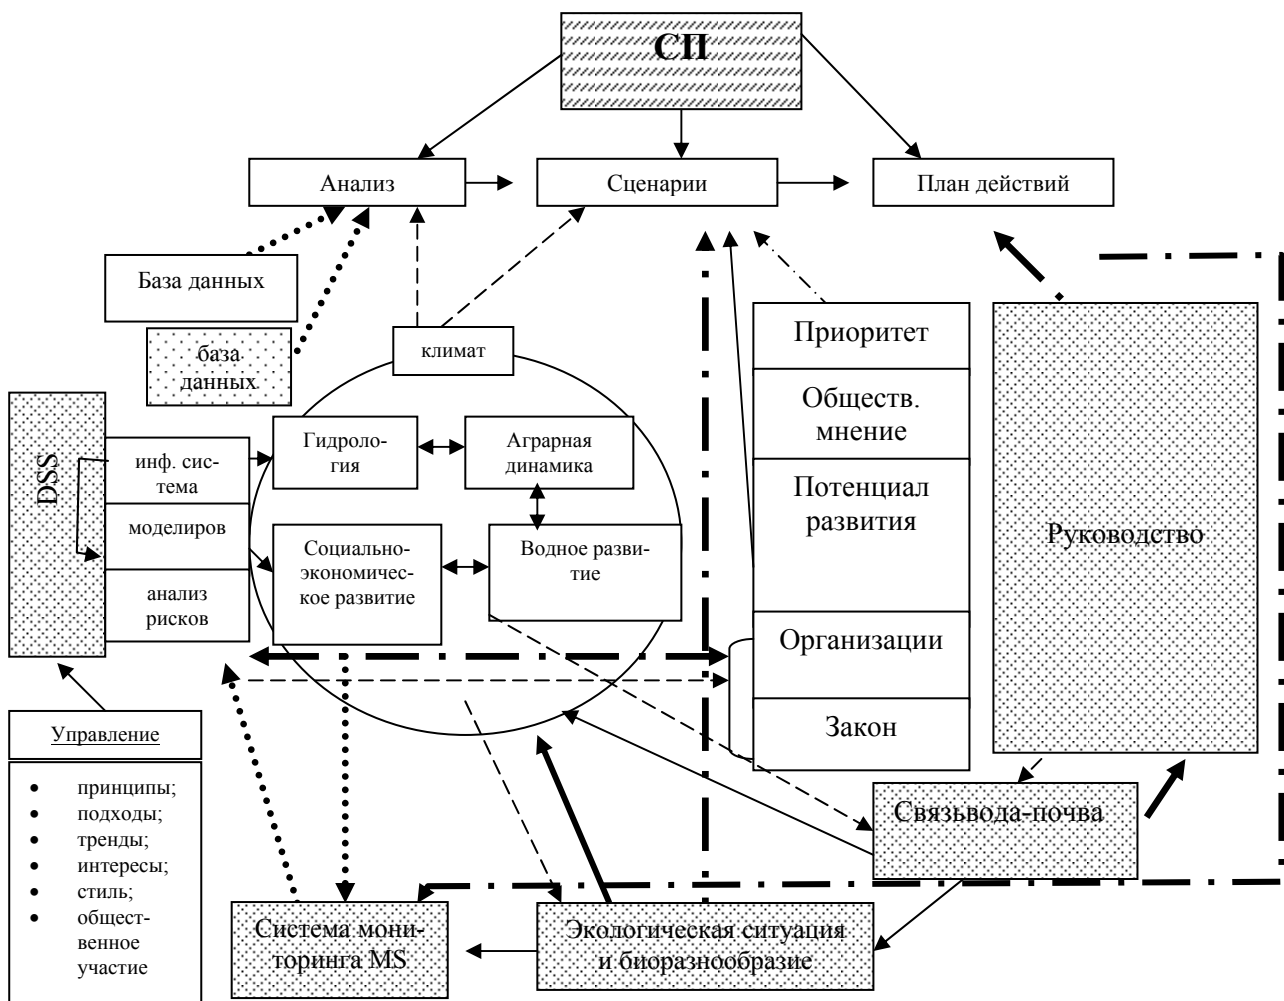 СП
Анализ
Сценарии
План действий
База данных
база
данных
климат
DSS
инф. сис-
тема
моделиров
анализ
рисков
Гидроло-
гия
Аграрная
динамика
Социально-
экономичес-
кое развитие
Водное разви-
тие
Приоритет
Обществ.
мнение
Потенциал
развития
Организации
Закон
Руководство
Управление
• принципы;
• подходы;
• тренды;
• интересы;
• стиль;
• общест-
венное
участие
Связьвода-почва
Система мони-
торинга MS
Экологическая ситуация
и биоразнообразие